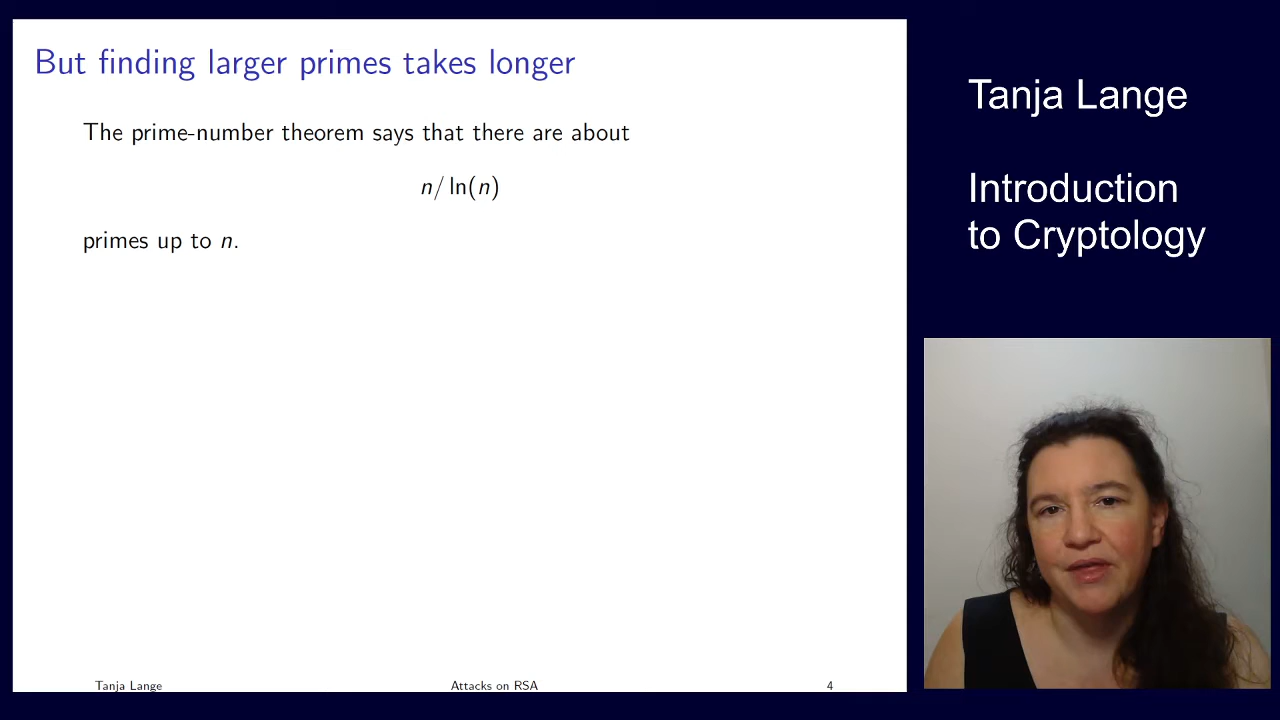 But finding larger primes takes longer
The prime-number theorem says that there are about
n/ ln(n)
primes up to n.
Tanja Lange
Attacks on RSA
4
Tanja Lange
Introduction
to Cryptology